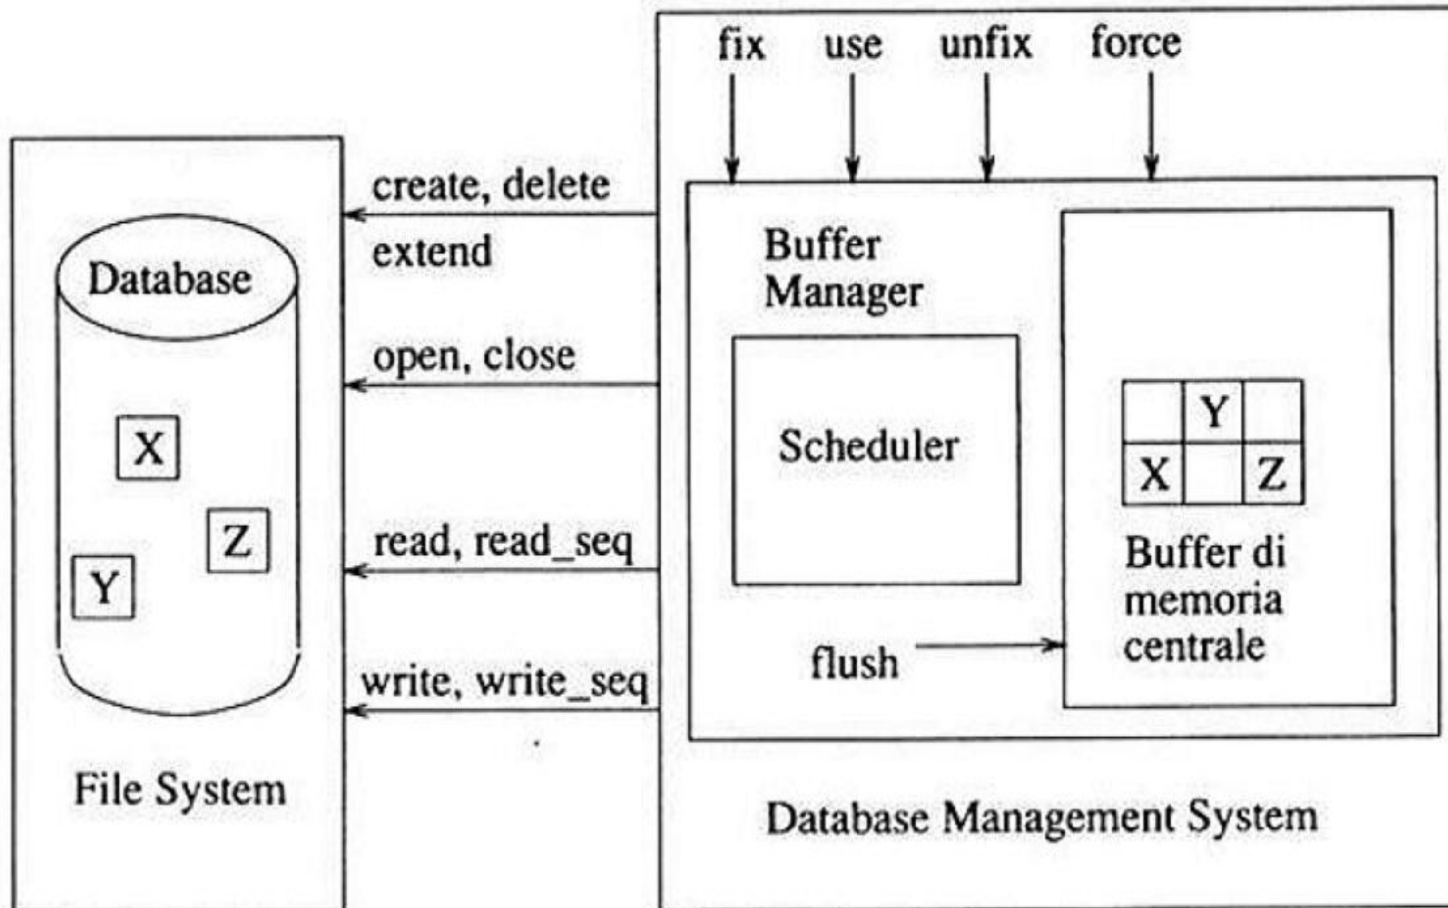 fix use unfix force
create, delete
extend
open, close
read, read_seq
write, write_seq
Database
X
Z
Y
File System
Buffer
Manager
Scheduler
flush
Y
X Z
Buffer di
memoria
centrale
Database Management System